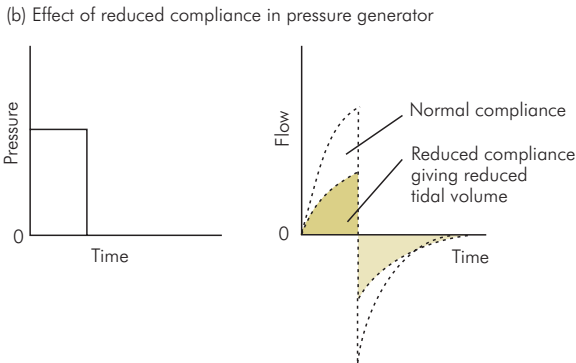 (b) Effect of reduced compliance in pressure generator
Pressure
0
Time
Flow
Normal compliance
Reduced compliance
giving reduced
tidal volume
0
Time